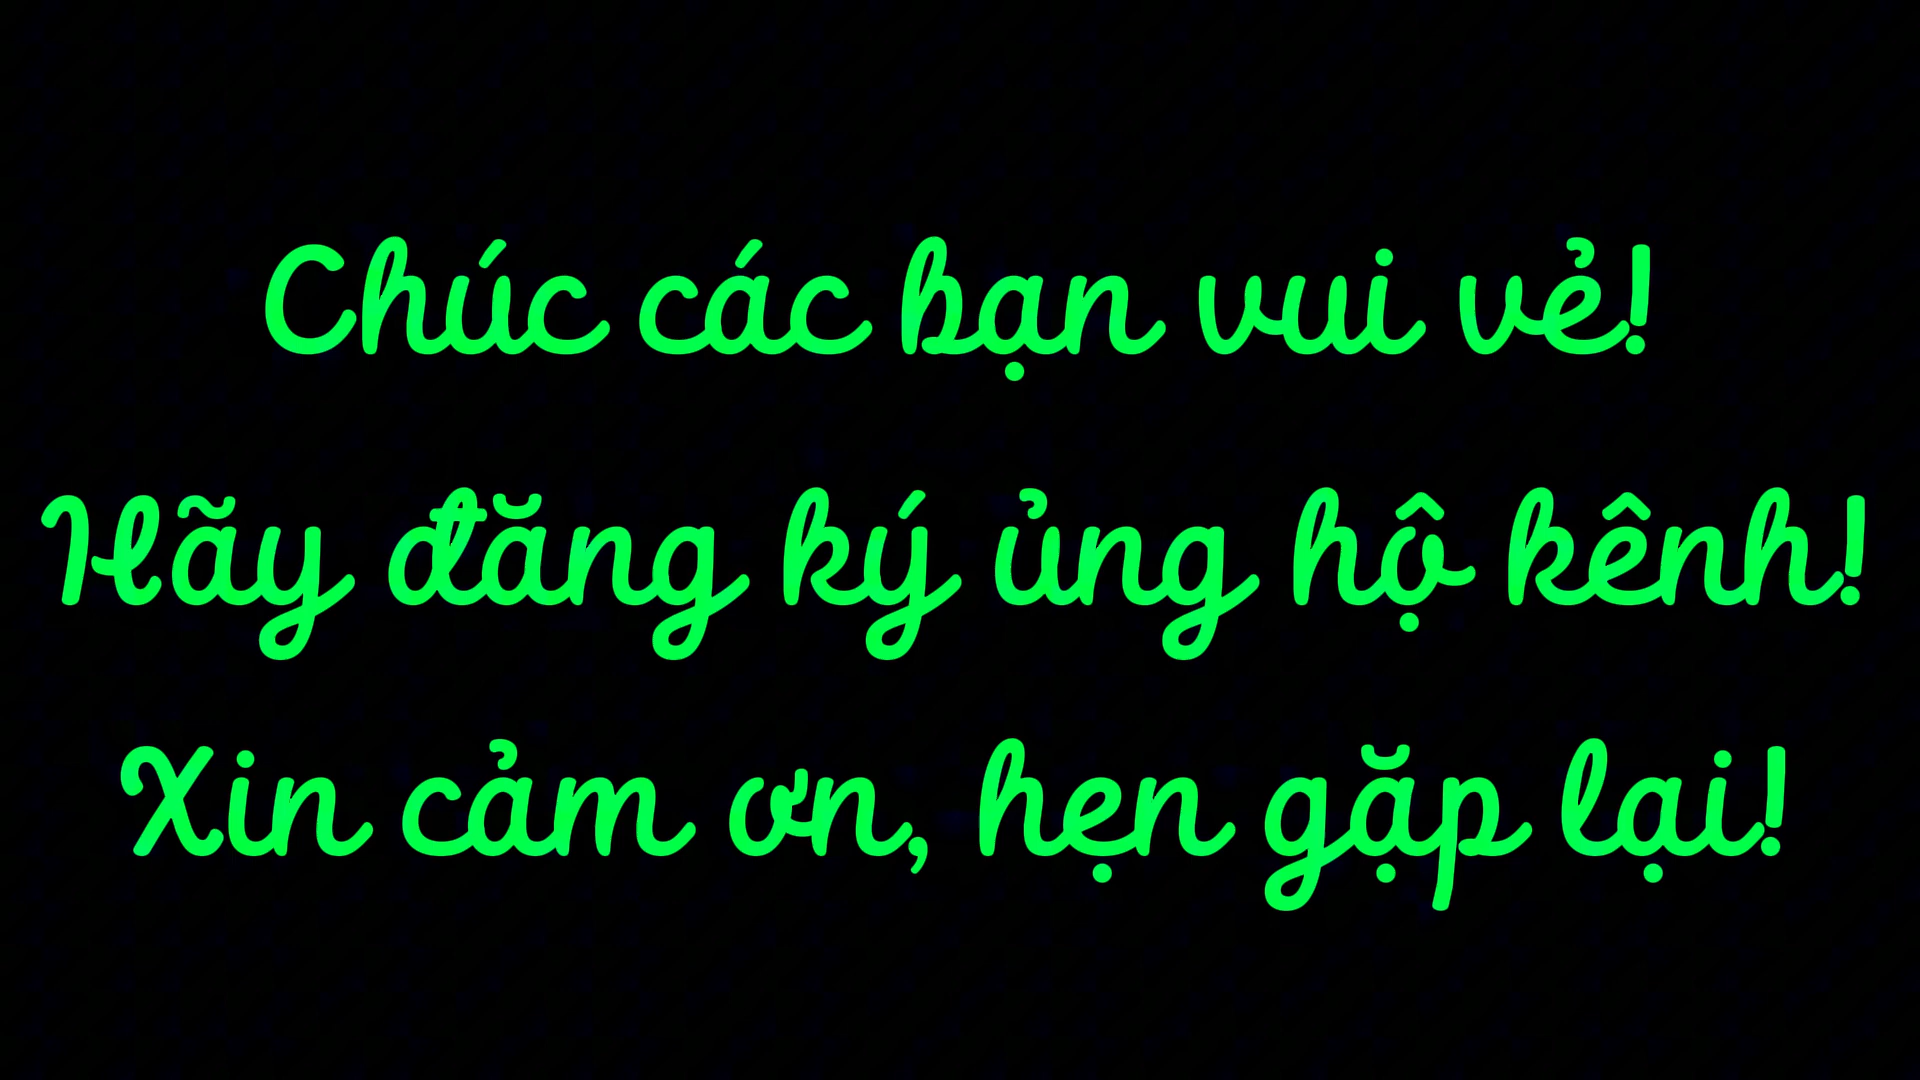 Chúc các bạn vui vẻ!
Hãy đăng ký ủng hộ kênh!
Xin cảm ơn, hẹn gặp lại!